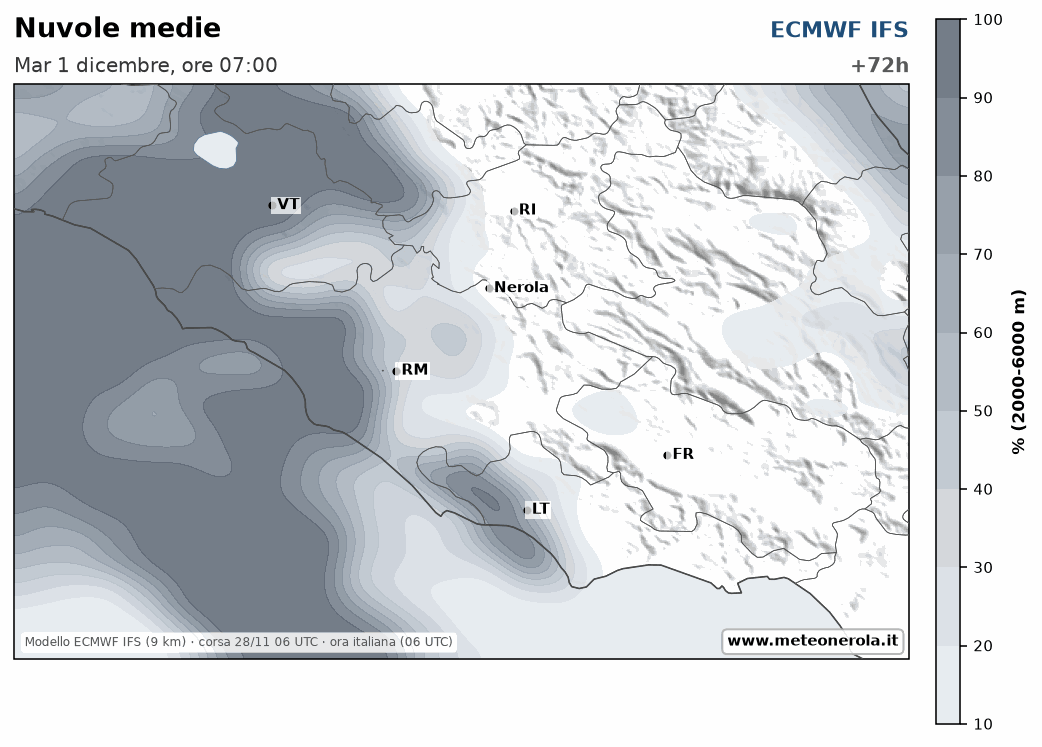 Nuvole medie
ECMWF IFS
Mar 1 dicembre, ore 07:00
+72h
VT
RI
Nerola
RM
FR
LT
Modello ECMWF IFS (9 km) · corsa 28/11 06 UTC · ora italiana (06 UTC)
www.meteonerola.it
100
90
80
70
60
50
40
30
20
10
% (2000-6000 m)